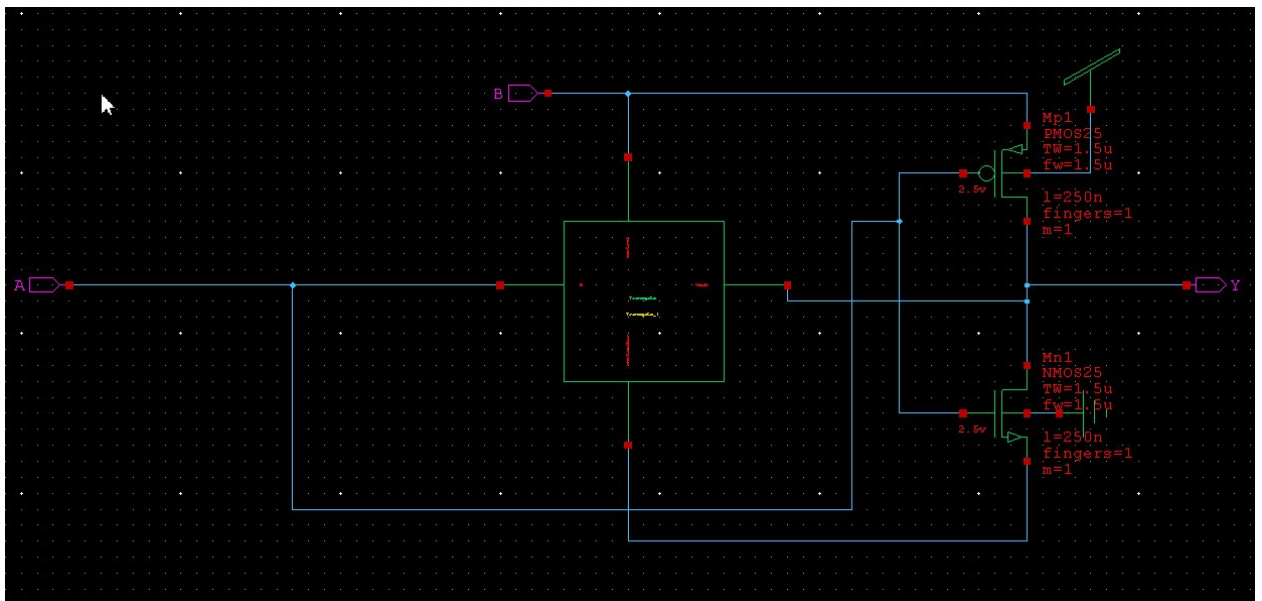 B
Mp1
PMOS25
TW=1.5u
fw=1.5u
2.5v
l=250n
fingers=1
m=1
A
Y
Mn1
NMOS25
TW=1.5u
fw=1.5u
2.5v
l=250n
fingers=1
m=1